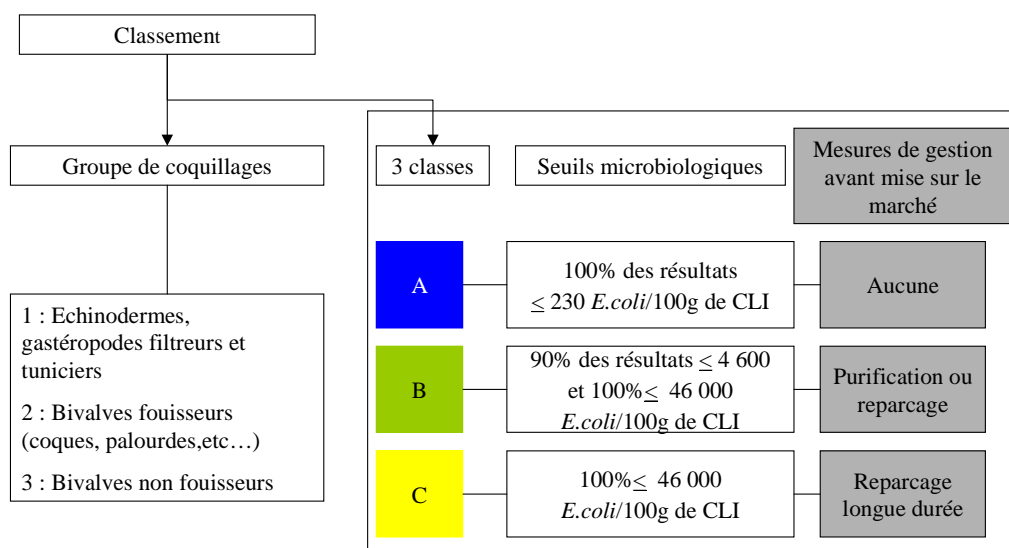 Classement
Groupe de coquillages
3 classes
Seuils microbiologiques
Mesures de gestion
avant mise sur le
marché
1 : Echinodermes,
gastéropodes filtreurs et
tuniciers
2 : Bivalves fouisseurs
(coques, palourdes,etc…)
3 : Bivalves non fouisseurs
A
100% des résultats
≤ 230 E.coli/100g de CLI
Aucune
B
90% des résultats ≤ 4 600
et 100%≤ 46 000
E.coli/100g de CLI
Purification ou
reparcage
C
100%≤ 46 000
E.coli/100g de CLI
Reparcage
longue durée